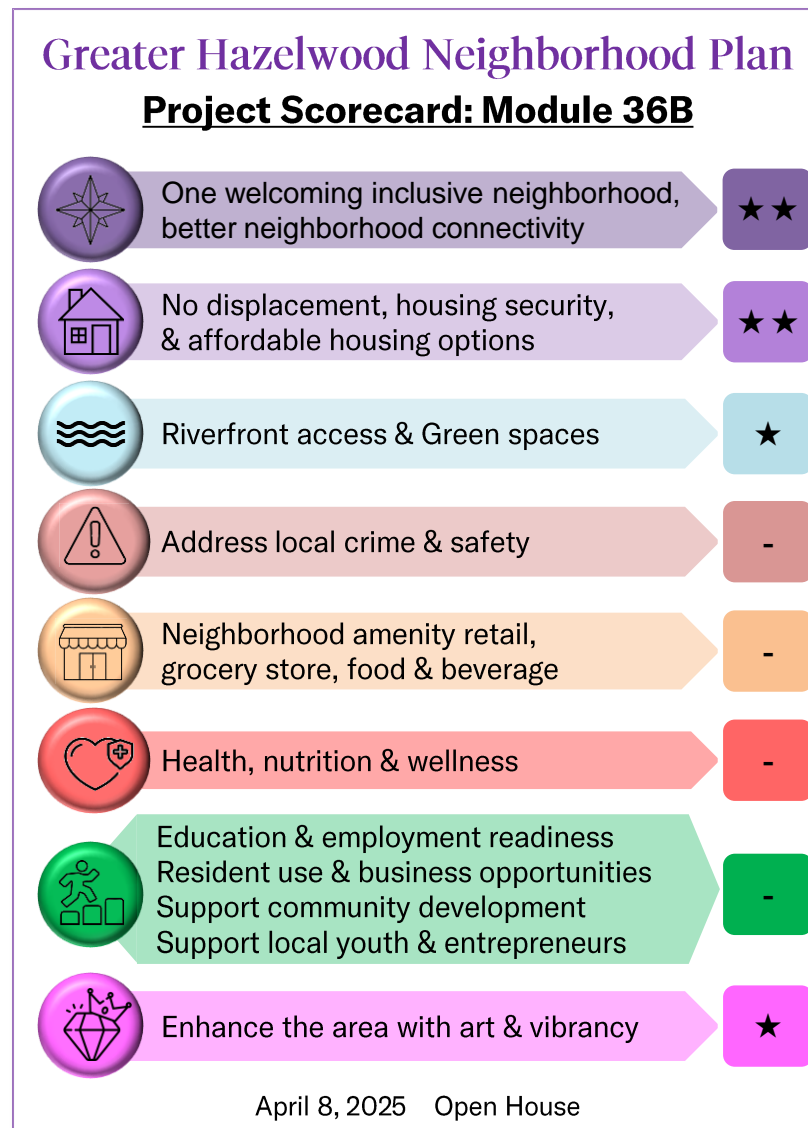 Greater Hazelwood Neighborhood Plan
Project Scorecard: Module 36B
One welcoming inclusive neighborhood,
better neighborhood connectivity
★ ★
No displacement, housing security,
& affordable housing options
★ ★
Riverfront access & Green spaces
★
Address local crime & safety
-
Neighborhood amenity retail,
grocery store, food & beverage
-
Health, nutrition & wellness
-
Education & employment readiness
Resident use & business opportunities
Support community development
Support local youth & entrepreneurs
-
Enhance the area with art & vibrancy
★
April 8, 2025 Open House